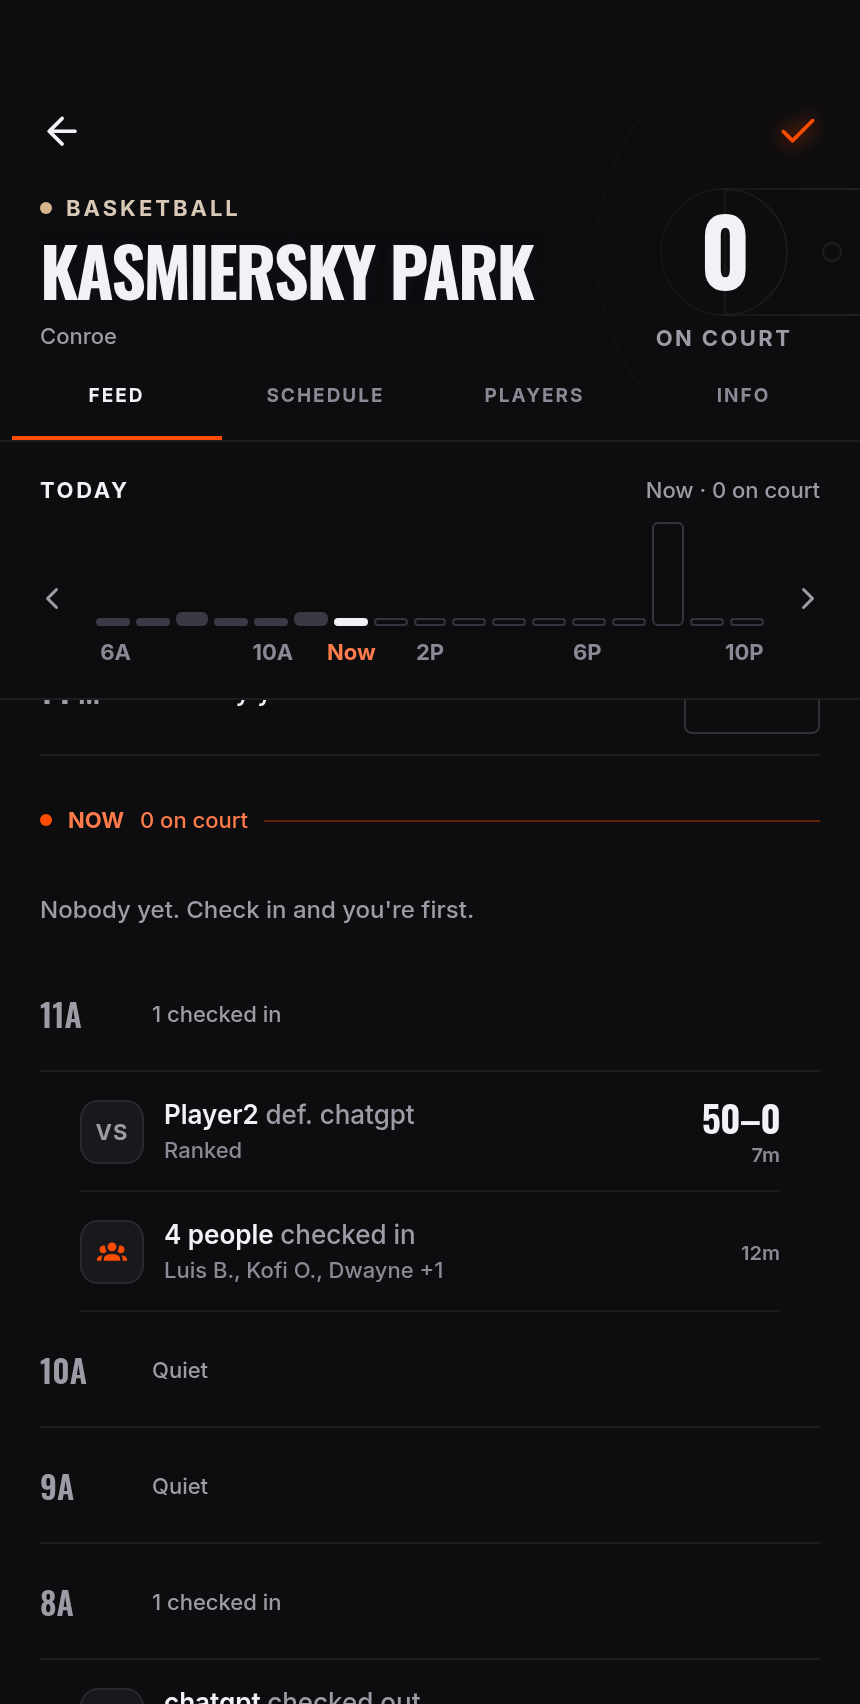 BASKETBALL
KASMIERSKY PARK
Conroe
0
ON COURT
FEED
SCHEDULE
PLAYERS
INFO
TODAY
Now · 0 on court
6A
10A
Now
2P
6P
10P
NOW 0 on court
Nobody yet. Check in and you're first.
11A
1 checked in
VS
Player2 def. chatgpt
Ranked
50–0
7m
4 people checked in
Luis B., Kofi O., Dwayne +1
12m
10A
Quiet
9A
Quiet
8A
1 checked in
chatgpt checked out